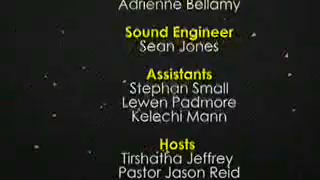 Adrienne Bellamy
Sound Engineer
Sean Jones
Assistants
Stephan Small
Lewen Padmore
Kelechi Mann
Hosts
Tirshatha Jeffrey
Pastor Jason Reid